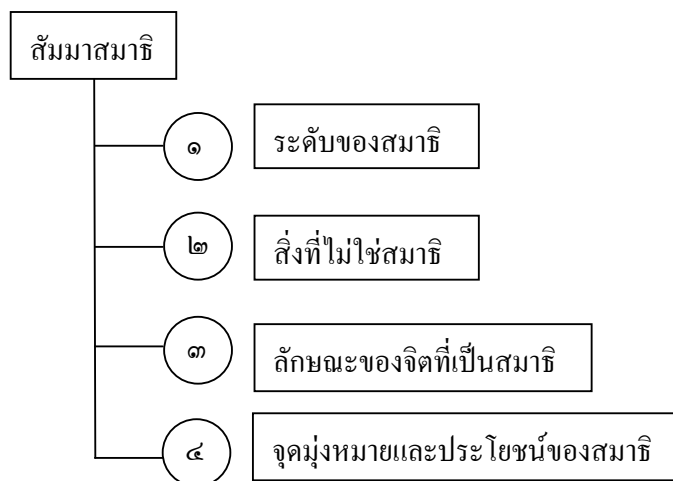 สัมมาสมาธิ
๑ ระดับของสมาธิ
๒ สิ่งที่ไม่ใช่สมาธิ
๓ ลักษณะของจิตที่เป็นสมาธิ
๔ จุดมุ่งหมายและประโยชน์ของสมาธิ